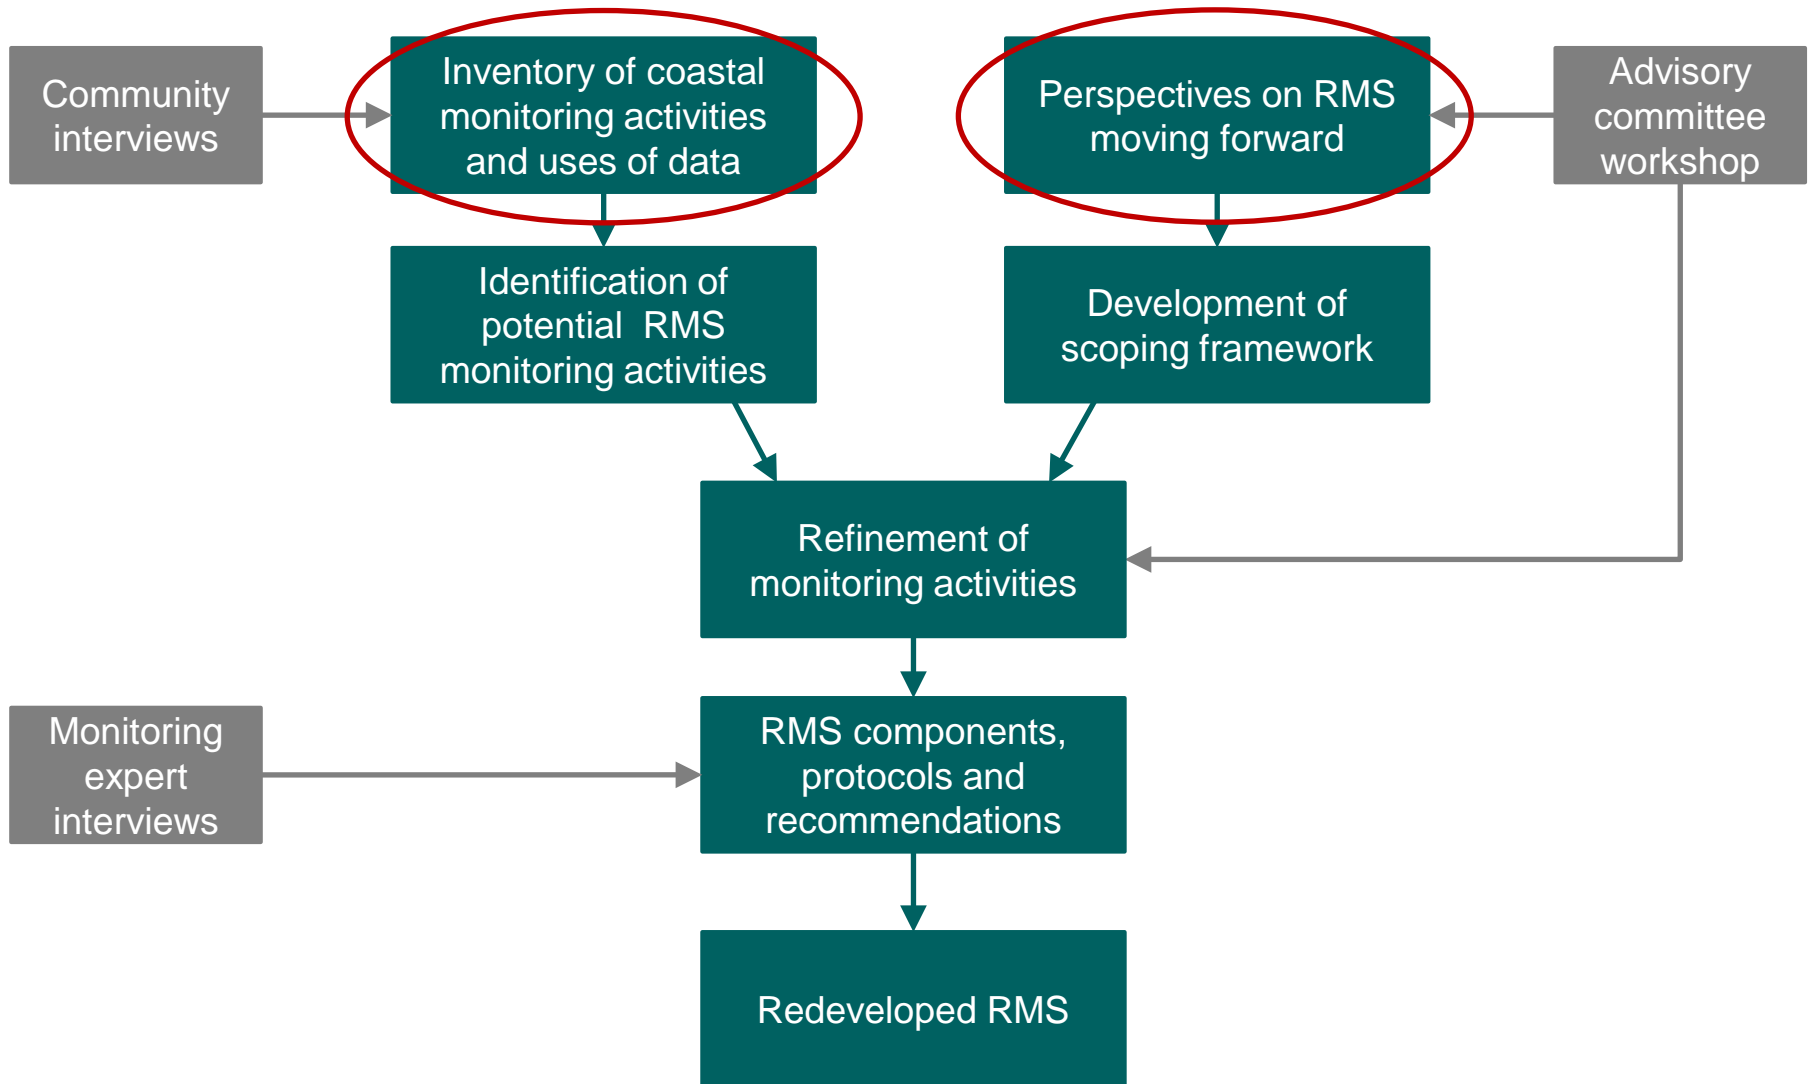 Community
interviews
Inventory of coastal
monitoring activities
and uses of data
Perspectives on RMS
moving forward
Advisory
committee
workshop
Identification of
potential  RMS
monitoring activities
Development of
scoping framework
Refinement of
monitoring activities
Monitoring
expert
interviews
RMS components,
protocols and
recommendations
Redeveloped RMS